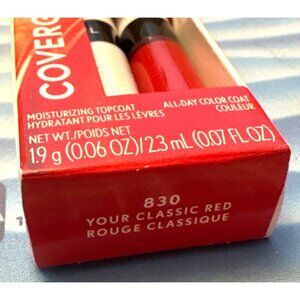 COVERG
MOISTURIZING TOPCOAT
HYDRATANT POUR LES LÈVRES
ALL-DAY COLOR COAT
COULEUR
NET WT./POIDS NET
1.9 g (0.06 OZ)/2.3 mL (0.07 FL OZ)
830
YOUR CLASSIC RED
ROUGE CLASSIQUE